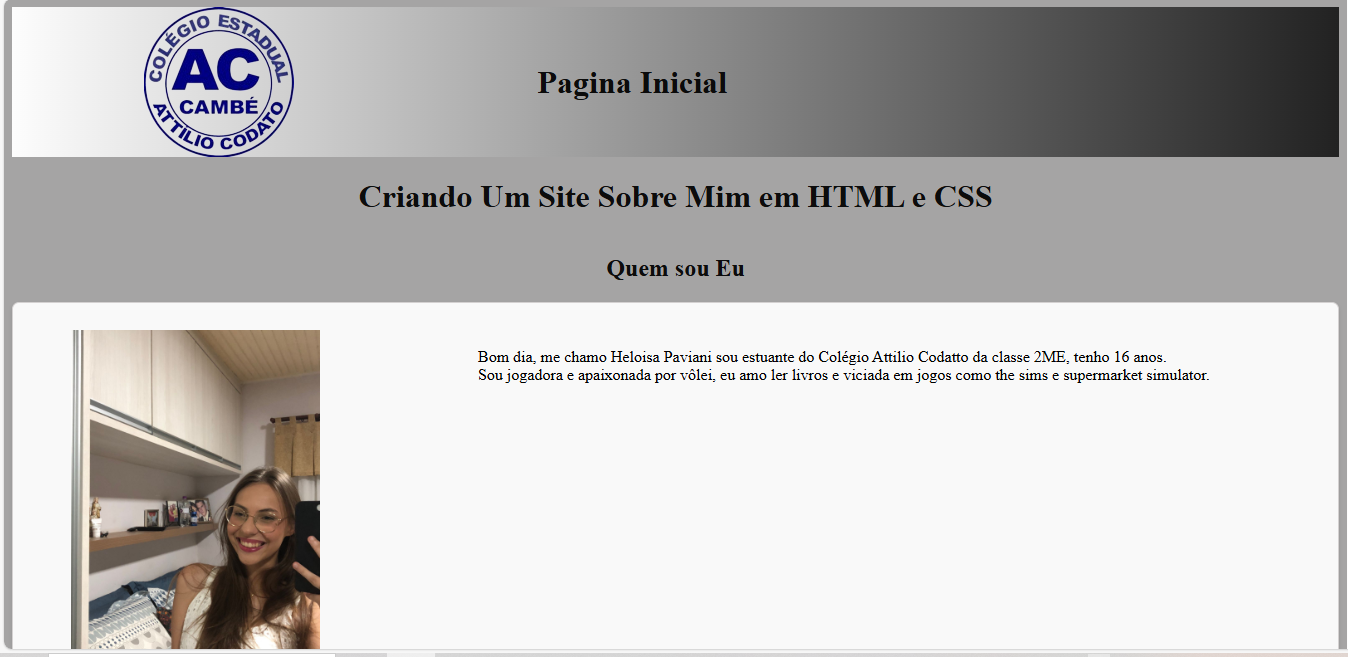 COLÉGIO ESTADUAL
AC
CAMBÉ
ATTÍLIO CODATO
Pagina Inicial
Criando Um Site Sobre Mim em HTML e CSS
Quem sou Eu
Bom dia, me chamo Heloisa Paviani sou estuante do Colégio Attilio Codatto da classe 2ME, tenho 16 anos.
Sou jogadora e apaixonada por vôlei, eu amo ler livros e viciada em jogos como the sims e supermarket simulator.